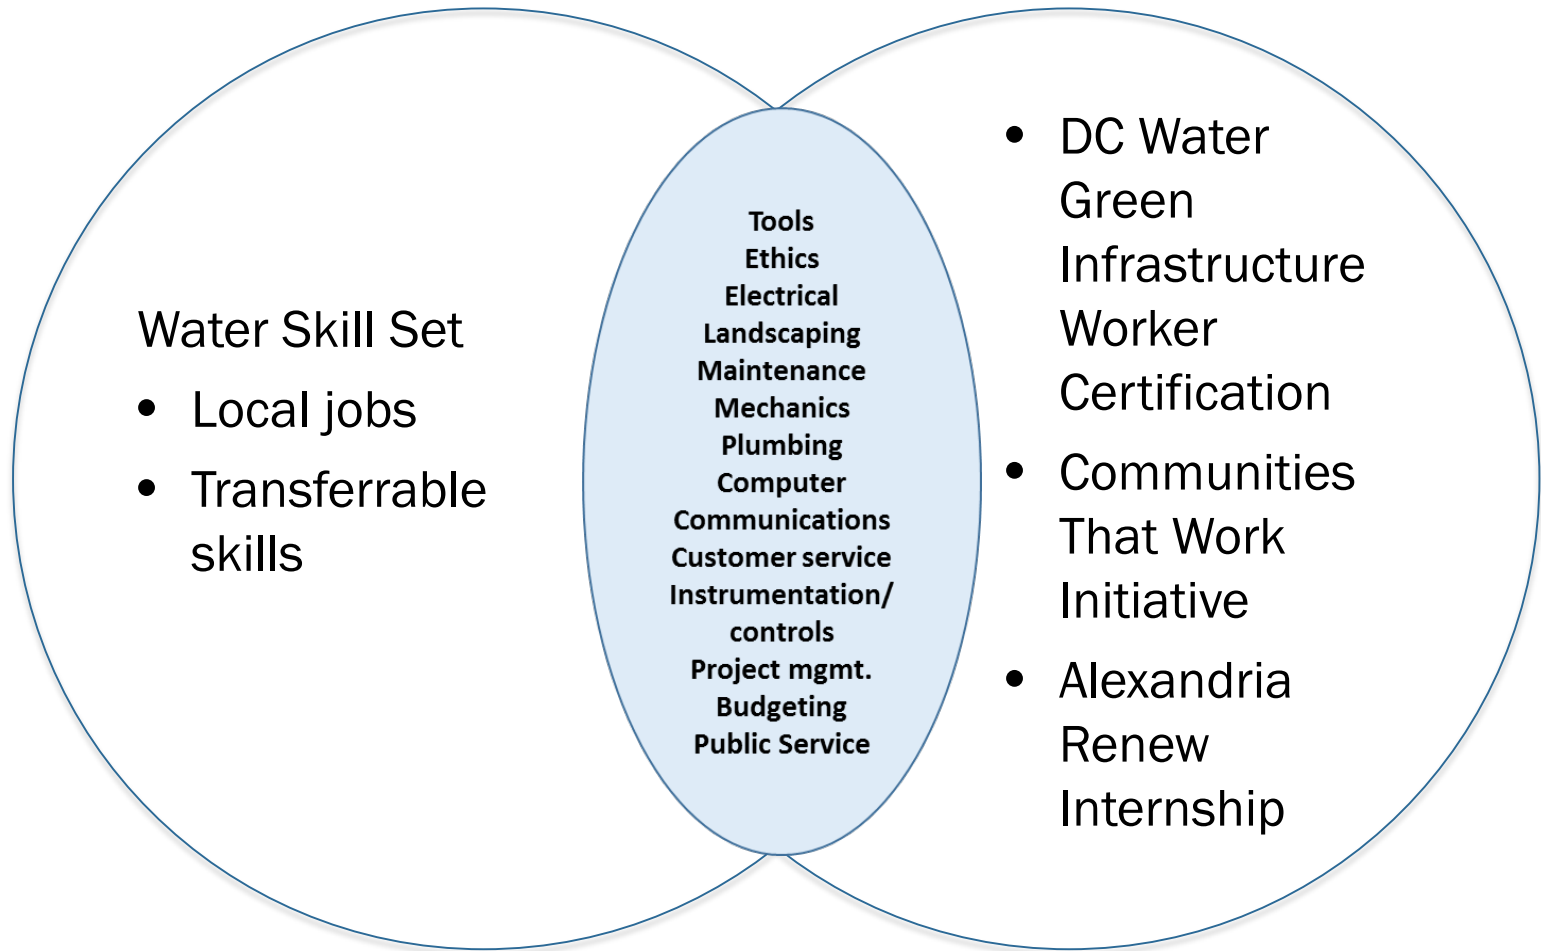 Water Skill Set
• Local jobs
• Transferrable
skills
Tools
Ethics
Electrical
Landscaping
Maintenance
Mechanics
Plumbing
Computer
Communications
Customer service
Instrumentation/
controls
Project mgmt.
Budgeting
Public Service
• DC Water
Green
Infrastructure
Worker
Certification
• Communities
That Work
Initiative
• Alexandria
Renew
Internship